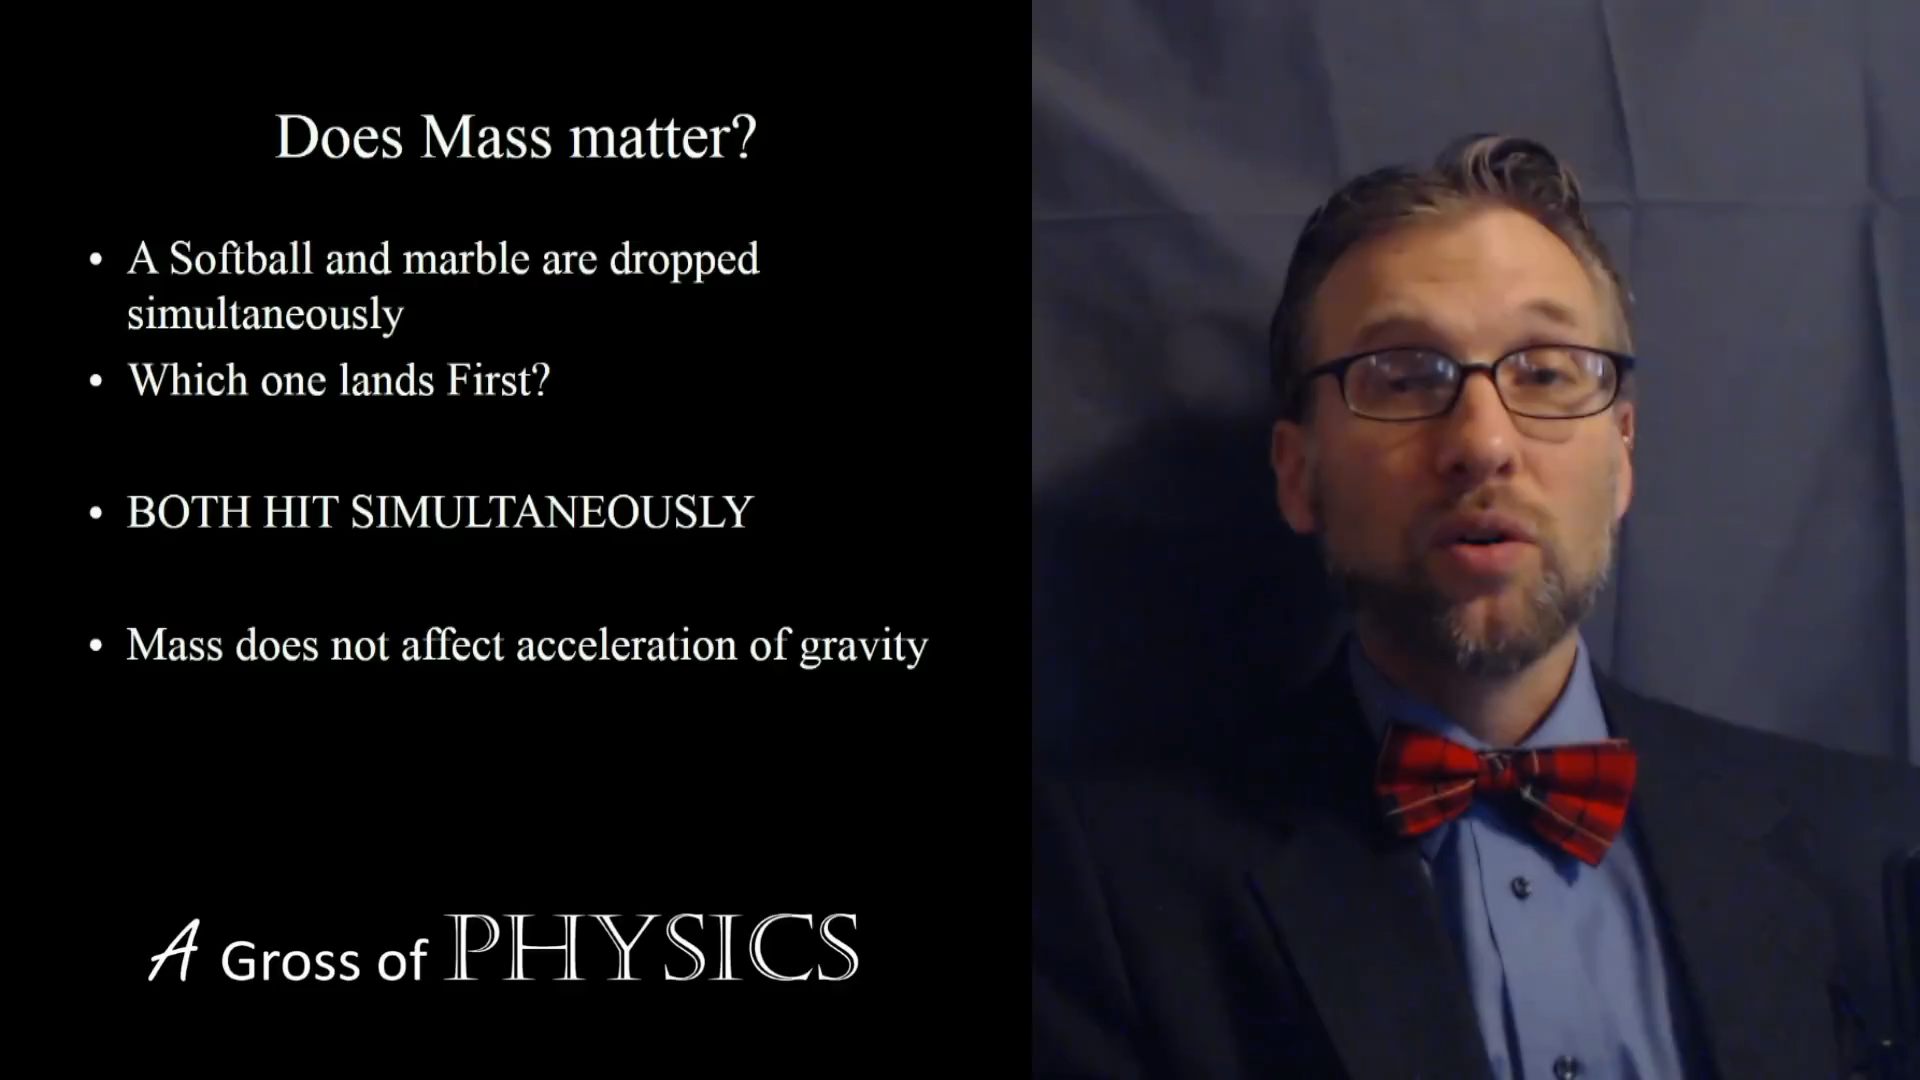 Does Mass matter?
• A Softball and marble are dropped
simultaneously
• Which one lands First?
• BOTH HIT SIMULTANEOUSLY
• Mass does not affect acceleration of gravity
A Gross of PHYSICS